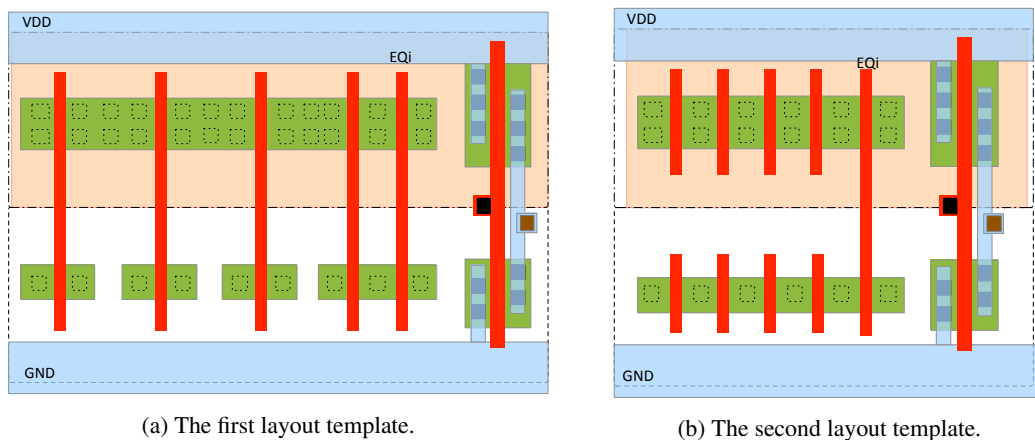 VDD
EQi
GND
(a) The first layout template.
VDD
EQi
GND
(b) The second layout template.